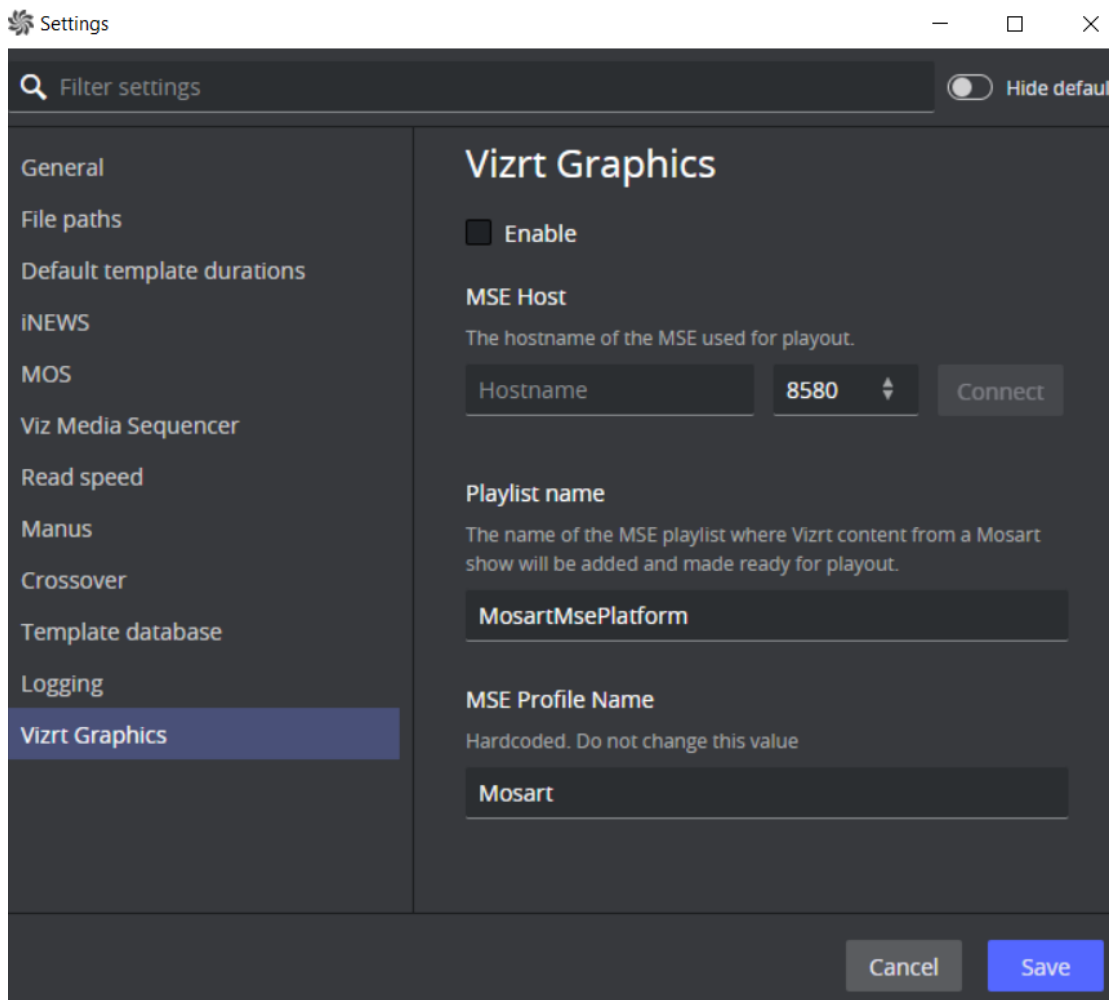 Settings
Filter settings
Hide defaul
General
File paths
Default template durations
iNEWS
MOS
Viz Media Sequencer
Read speed
Manus
Crossover
Template database
Logging
Vizrt Graphics
Vizrt Graphics
Enable
MSE Host
The hostname of the MSE used for playout.
Hostname 8580 Connect
Playlist name
The name of the MSE playlist where Vizrt content from a Mosart
show will be added and made ready for playout.
MosartMsePlatform
MSE Profile Name
Hardcoded. Do not change this value
Mosart
Cancel Save